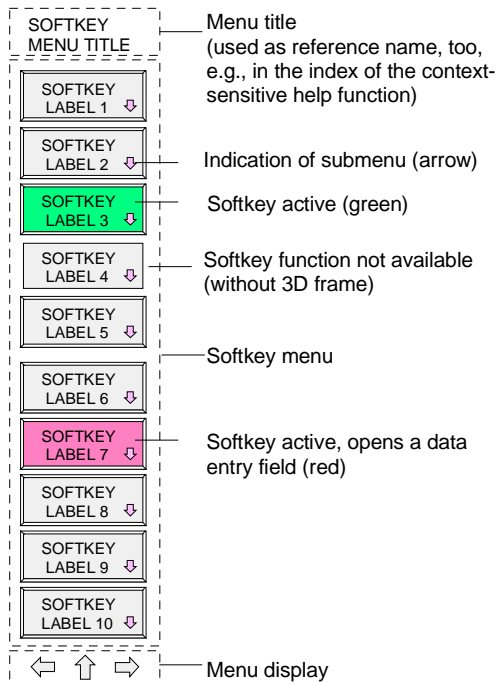 SOFTKEY
MENU TITLE
Menu title
(used as reference name, too,
e.g., in the index of the context-
sensitive help function)
SOFTKEY
LABEL 1
SOFTKEY
LABEL 2
Indication of submenu (arrow)
SOFTKEY
LABEL 3
Softkey active (green)
SOFTKEY
LABEL 4
Softkey function not available
(without 3D frame)
SOFTKEY
LABEL 5
Softkey menu
SOFTKEY
LABEL 6
SOFTKEY
LABEL 7
Softkey active, opens a data
entry field (red)
SOFTKEY
LABEL 8
SOFTKEY
LABEL 9
SOFTKEY
LABEL 10
Menu display